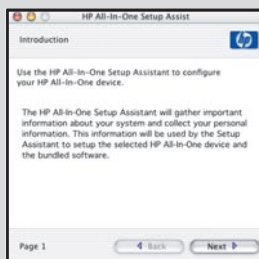 HP All-In-One Setup Assist
Introduction
hp
Use the HP All-In-One Setup Assistant to configure
your HP All-In-One device.
The HP All-In-One Setup Assistant will gather important
information about your system and collect your personal
information. This information will be used by the Setup
Assistant to setup the selected HP All-In-One device and
the bundled software.
Page 1
Back
Next